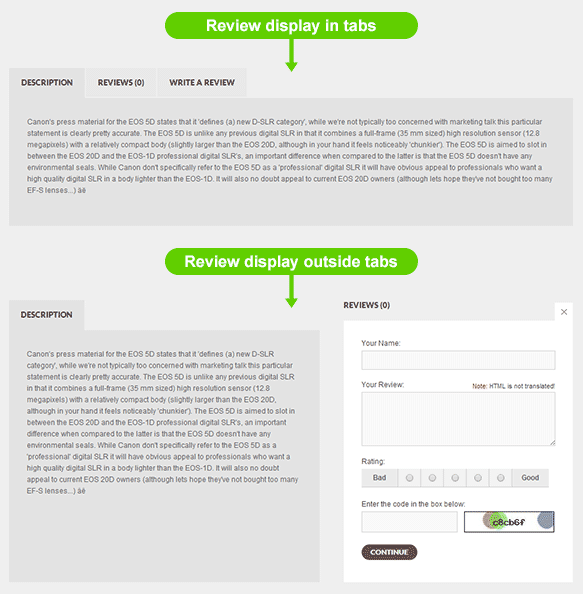 Review display in tabs
DESCRIPTION REVIEWS (0) WRITE A REVIEW
Canon's press material for the EOS 5D states that it 'defines (a) new D-SLR category', while we're not typically too concerned with marketing talk this particular
statement is clearly pretty accurate. The EOS 5D is unlike any previous digital SLR in that it combines a full-frame (35 mm sized) high resolution sensor (12.8
megapixels) with a relatively compact body (slightly larger than the EOS 20D, although in your hand it feels noticeably 'chunkier'). The EOS 5D is aimed to slot in
between the EOS 20D and the EOS-1D professional digital SLR's, an important difference when compared to the latter is that the EOS 5D doesn't have any
environmental seals. While Canon don't specifically refer to the EOS 5D as a 'professional' digital SLR it will have obvious appeal to professionals who want a
high quality digital SLR in a body lighter than the EOS-1D. It will also no doubt appeal to current EOS 20D owners (although lets hope they've not bought too many
EF-S lenses...) äë
Review display outside tabs
DESCRIPTION
Canon's press material for the EOS 5D states that it 'defines (a) new D-SLR
category', while we're not typically too concerned with marketing talk this particular
statement is clearly pretty accurate. The EOS 5D is unlike any previous digital SLR
in that it combines a full-frame (35 mm sized) high resolution sensor (12.8
megapixels) with a relatively compact body (slightly larger than the EOS 20D,
although in your hand it feels noticeably 'chunkier'). The EOS 5D is aimed to slot in
between the EOS 20D and the EOS-1D professional digital SLR's, an important
difference when compared to the latter is that the EOS 5D doesn't have any
environmental seals. While Canon don't specifically refer to the EOS 5D as a
'professional' digital SLR it will have obvious appeal to professionals who want a
high quality digital SLR in a body lighter than the EOS-1D. It will also no doubt
appeal to current EOS 20D owners (although lets hope they've not bought too many
EF-S lenses...) äë
REVIEWS (0)
×
Your Name:
Your Review: Note: HTML is not translated!
Rating:
Bad Good
Enter the code in the box below:
c8cb6f
CONTINUE